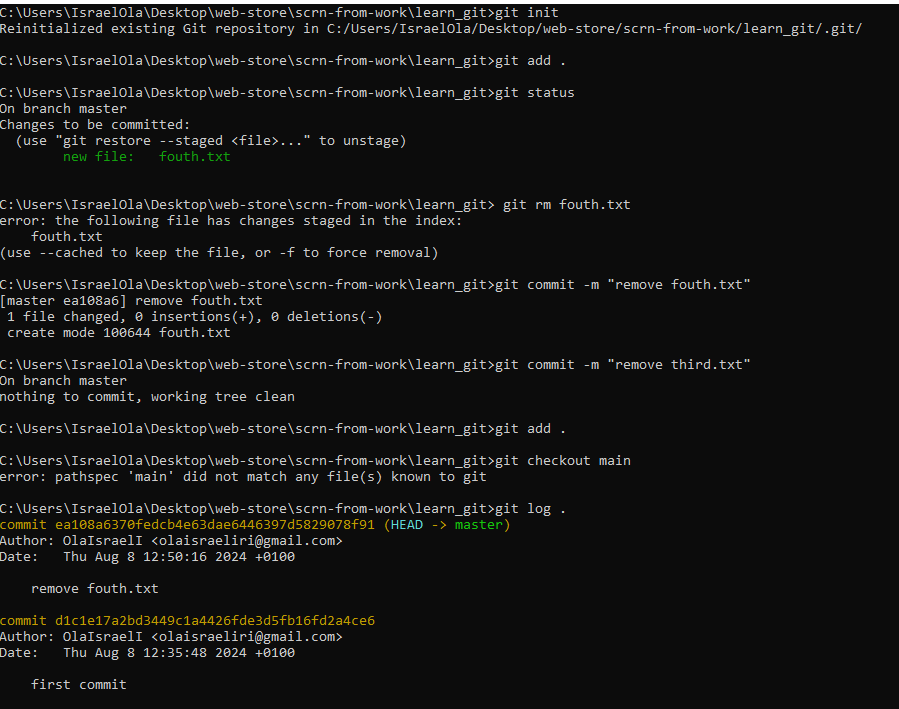 C:\Users\IsraelOla\Desktop\web-store\scrn-from-work\learn_git>git init
Reinitialized existing Git repository in C:/Users/IsraelOla/Desktop/web-store/scrn-from-work/learn_git/.git/
C:\Users\IsraelOla\Desktop\web-store\scrn-from-work\learn_git>git add .
C:\Users\IsraelOla\Desktop\web-store\scrn-from-work\learn_git>git status
On branch master
Changes to be committed:
  (use "git restore --staged <file>..." to unstage)
        new file:   fouth.txt
C:\Users\IsraelOla\Desktop\web-store\scrn-from-work\learn_git> git rm fouth.txt
error: the following file has changes staged in the index:
    fouth.txt
(use --cached to keep the file, or -f to force removal)
C:\Users\IsraelOla\Desktop\web-store\scrn-from-work\learn_git>git commit -m "remove fouth.txt"
[master ea108a6] remove fouth.txt
 1 file changed, 0 insertions(+), 0 deletions(-)
 create mode 100644 fouth.txt
C:\Users\IsraelOla\Desktop\web-store\scrn-from-work\learn_git>git commit -m "remove third.txt"
On branch master
nothing to commit, working tree clean
C:\Users\IsraelOla\Desktop\web-store\scrn-from-work\learn_git>git add .
C:\Users\IsraelOla\Desktop\web-store\scrn-from-work\learn_git>git checkout main
error: pathspec 'main' did not match any file(s) known to git
C:\Users\IsraelOla\Desktop\web-store\scrn-from-work\learn_git>git log .
commit ea108a6370fedcb4e63dae6446397d5829078f91 (HEAD -> master)
Author: OlaIsraelI <olaisraeliri@gmail.com>
Date:   Thu Aug 8 12:50:16 2024 +0100
    remove fouth.txt
commit d1c1e17a2bd3449c1a4426fde3d5fb16fd2a4ce6
Author: OlaIsraelI <olaisraeliri@gmail.com>
Date:   Thu Aug 8 12:35:48 2024 +0100
    first commit